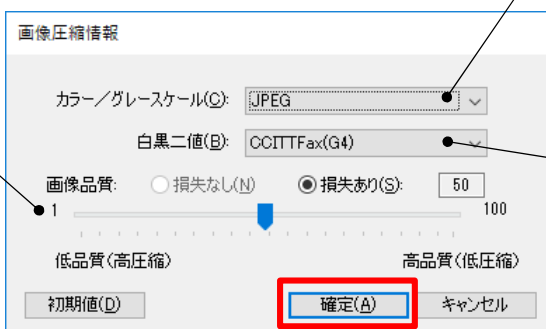 画像圧縮情報
カラー／グレースケール(C): JPEG
白黒二値(B): CCITTFax(G4)
画像品質: 損失なし(N) 損失あり(S): 50
1 100
低品質(高圧縮) 高品質(低圧縮)
初期値(D) 確定(A) キャンセル